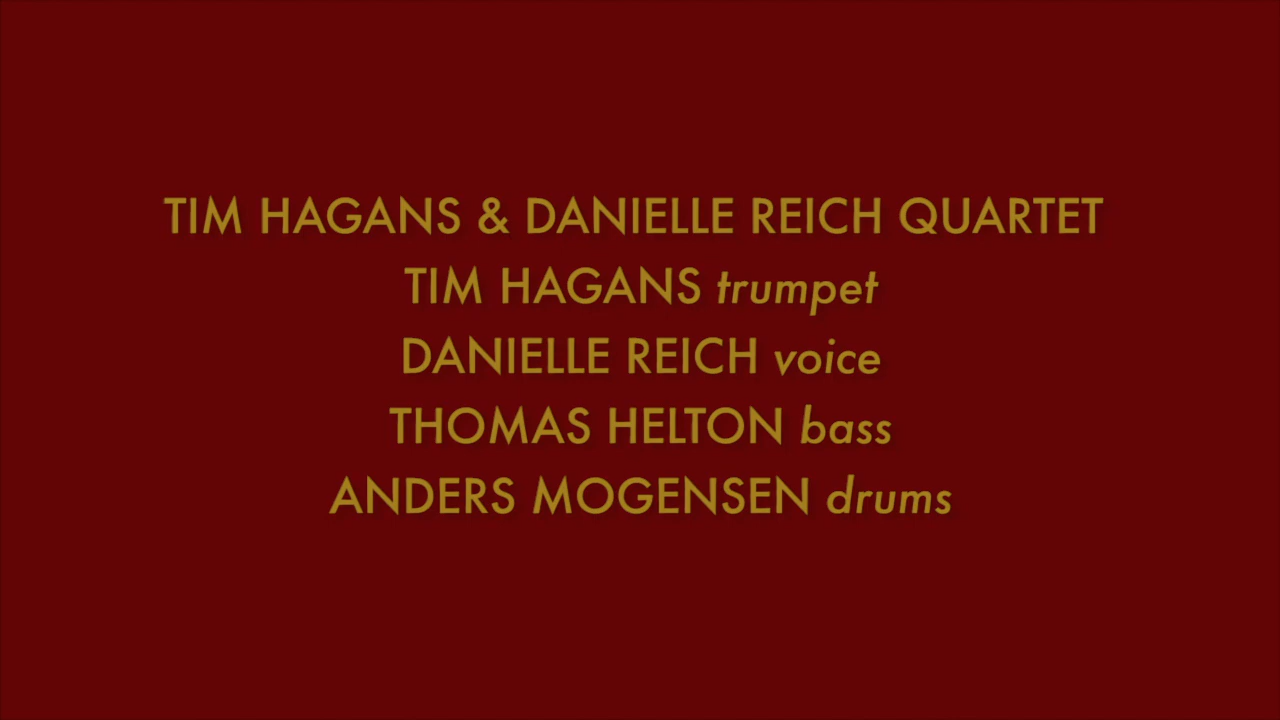 TIM HAGANS & DANIELLE REICH QUARTET
TIM HAGANS trumpet
DANIELLE REICH voice
THOMAS HELTON bass
ANDERS MOGENSEN drums